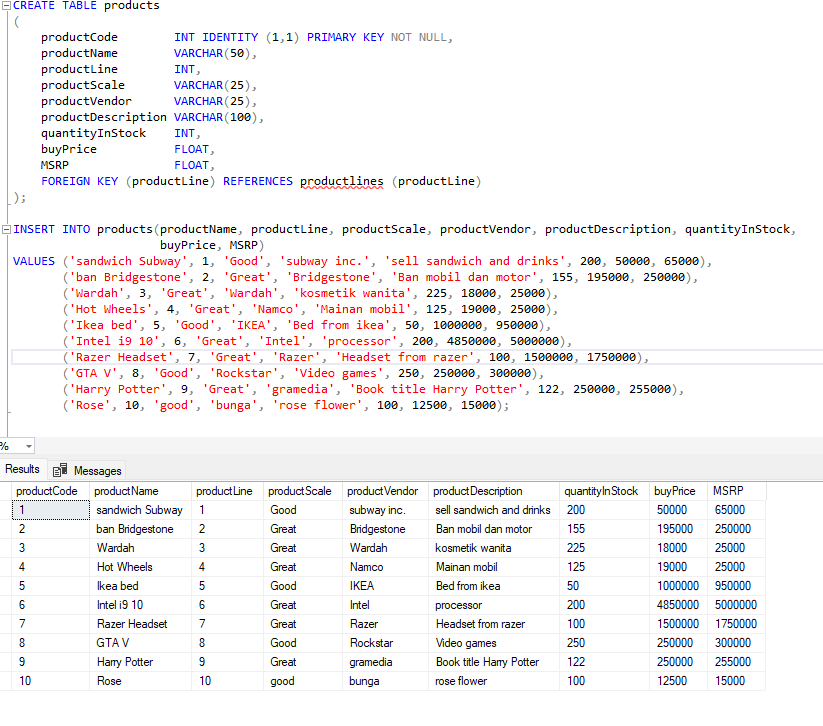 CREATE TABLE products
(
productCode INT IDENTITY (1,1) PRIMARY KEY NOT NULL,
productName VARCHAR(50),
productLine INT,
productScale VARCHAR(25),
productVendor VARCHAR(25),
productDescription VARCHAR(100),
quantityInStock INT,
buyPrice FLOAT,
MSRP FLOAT,
FOREIGN KEY (productLine) REFERENCES productlines (productLine)
);
INSERT INTO products(productName, productLine, productScale, productVendor, productDescription, quantityInStock,
buyPrice, MSRP)
VALUES ('sandwich Subway', 1, 'Good', 'subway inc.', 'sell sandwich and drinks', 200, 50000, 65000),
('ban Bridgestone', 2, 'Great', 'Bridgestone', 'Ban mobil dan motor', 155, 195000, 250000),
('Wardah', 3, 'Great', 'Wardah', 'kosmetik wanita', 225, 18000, 25000),
('Hot Wheels', 4, 'Great', 'Namco', 'Mainan mobil', 125, 19000, 25000),
('Ikea bed', 5, 'Good', 'IKEA', 'Bed from ikea', 50, 1000000, 950000),
('Intel i9 10', 6, 'Great', 'Intel', 'processor', 200, 4850000, 5000000),
('Razer Headset', 7, 'Great', 'Razer', 'Headset from razer', 100, 1500000, 1750000),
('GTA V', 8, 'Good', 'Rockstar', 'Video games', 250, 250000, 300000),
('Harry Potter', 9, 'Great', 'gramedia', 'Book title Harry Potter', 122, 250000, 255000),
('Rose', 10, 'good', 'bunga', 'rose flower', 100, 12500, 15000);
%
Results Messages
productCode productName productLine productScale productVendor productDescription quantityInStock buyPrice MSRP
1 sandwich Subway 1 Good subway inc. sell sandwich and drinks 200 50000 65000
2 ban Bridgestone 2 Great Bridgestone Ban mobil dan motor 155 195000 250000
3 Wardah 3 Great Wardah kosmetik wanita 225 18000 25000
4 Hot Wheels 4 Great Namco Mainan mobil 125 19000 25000
5 Ikea bed 5 Good IKEA Bed from ikea 50 1000000 950000
6 Intel i9 10 6 Great Intel processor 200 4850000 5000000
7 Razer Headset 7 Great Razer Headset from razer 100 1500000 1750000
8 GTA V 8 Good Rockstar Video games 250 250000 300000
9 Harry Potter 9 Great gramedia Book title Harry Potter 122 250000 255000
10 Rose 10 good bunga rose flower 100 12500 15000